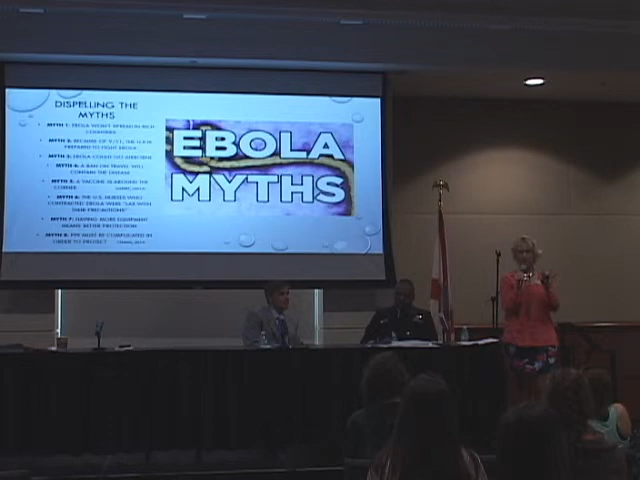 DISPELLING THE
MYTHS
MYTH 1: EBOLA WON'T SPREAD IN RICH
COUNTRIES
MYTH 2: BECAUSE OF 9/11, THE US IS
PREPARED TO FIGHT EBOLA
MYTH 3: EBOLA COULD GO AIRBORNE
MYTH 4: A BAN ON TRAVEL WILL
CONTAIN THE DISEASE
MYTH 5: A VACCINE IS AROUND THE
CORNER
MYTH 6: THE U.S. NURSES WHO
CONTRACTED EBOLA WERE "LAX WITH
THEIR PRECAUTIONS"
MYTH 7: HAVING MORE EQUIPMENT
MEANS BETTER PROTECTION
MYTH 8: PPE MUST BE COMPLICATED IN
ORDER TO PROTECT
EBOLA
MYTHS